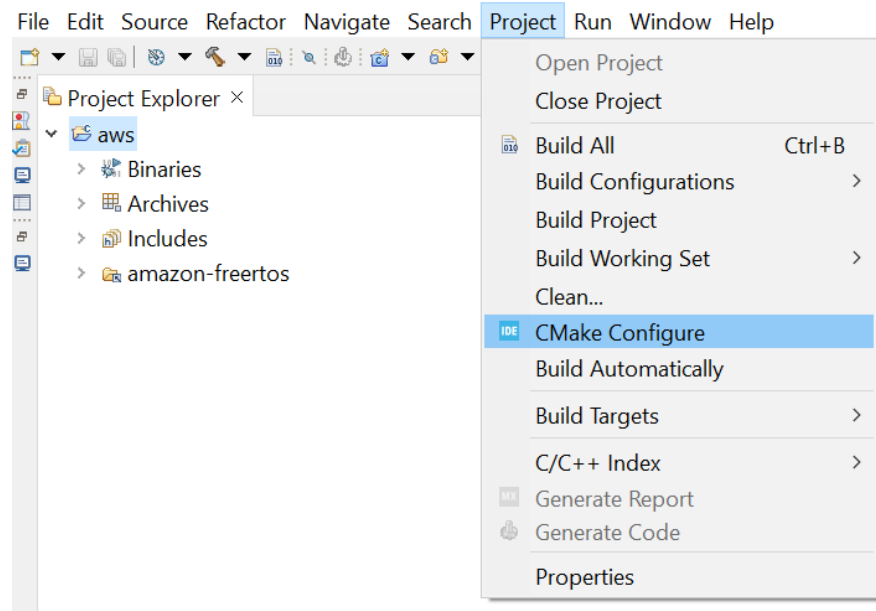 File Edit Source Refactor Navigate Search Project Run Window Help
Project Explorer
aws
Binaries
Archives
Includes
amazon-freertos
Open Project
Close Project
010 Build All Ctrl+B
Build Configurations
Build Project
Build Working Set
Clean...
IDE CMake Configure
Build Automatically
Build Targets
C/C++ Index
MX Generate Report
Generate Code
Properties